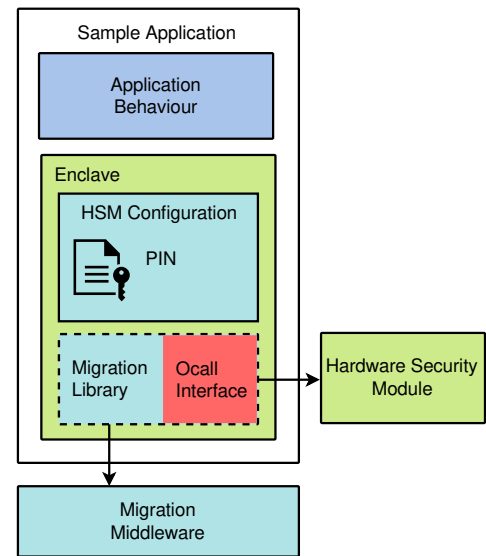 Sample Application
Application
Behaviour
Enclave
HSM Configuration
PIN
Migration
Library
Ocall
Interface
Hardware Security
Module
Migration
Middleware